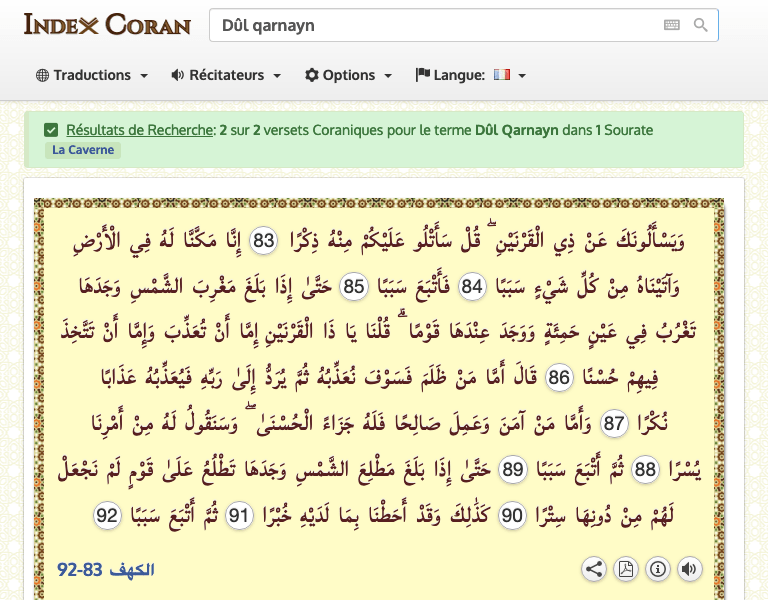 INDEX CORAN
Dûl qarnayn
Traductions Récitateurs Options Langue:
Résultats de Recherche: 2 sur 2 versets Coraniques pour le terme Dûl Qarnayn dans 1 Sourate
La Caverne
وَيَسْأَلُونَكَ عَنْ ذِي الْقَرْنَيْنِ ۖ قُلْ سَأَتْلُو عَلَيْكُمْ مِنْهُ ذِكْرًا 83 إِنَّا مَكَّنَّا لَهُ فِي الْأَرْضِ
وَآتَيْنَاهُ مِنْ كُلِّ شَيْءٍ سَبَبًا 84 فَأَتْبَعَ سَبَبًا 85 حَتَّىٰ إِذَا بَلَغَ مَغْرِبَ الشَّمْسِ وَجَدَهَا
تَغْرُبُ فِي عَيْنٍ حَمِئَةٍ وَوَجَدَ عِنْدَهَا قَوْمًا ۗ قُلْنَا يَا ذَا الْقَرْنَيْنِ إِمَّا أَنْ تُعَذِّبَ وَإِمَّا أَنْ تَتَّخِذَ
فِيهِمْ حُسْنًا 86 قَالَ أَمَّا مَنْ ظَلَمَ فَسَوْفَ نُعَذِّبُهُ ثُمَّ يُرَدُّ إِلَىٰ رَبِّهِ فَيُعَذِّبُهُ عَذَابًا
نُكْرًا 87 وَأَمَّا مَنْ آمَنَ وَعَمِلَ صَالِحًا فَلَهُ جَزَاءً الْحُسْنَىٰ ۖ وَسَنَقُولُ لَهُ مِنْ أَمْرِنَا
يُسْرًا 88 ثُمَّ أَتْبَعَ سَبَبًا 89 حَتَّىٰ إِذَا بَلَغَ مَطْلِعَ الشَّمْسِ وَجَدَهَا تَطْلُعُ عَلَىٰ قَوْمٍ لَمْ نَجْعَلْ
لَهُمْ مِنْ دُونِهَا سِتْرًا 90 كَذَٰلِكَ وَقَدْ أَحَطْنَا بِمَا لَدَيْهِ خُبْرًا 91 ثُمَّ أَتْبَعَ سَبَبًا 92
الكهف 83-92